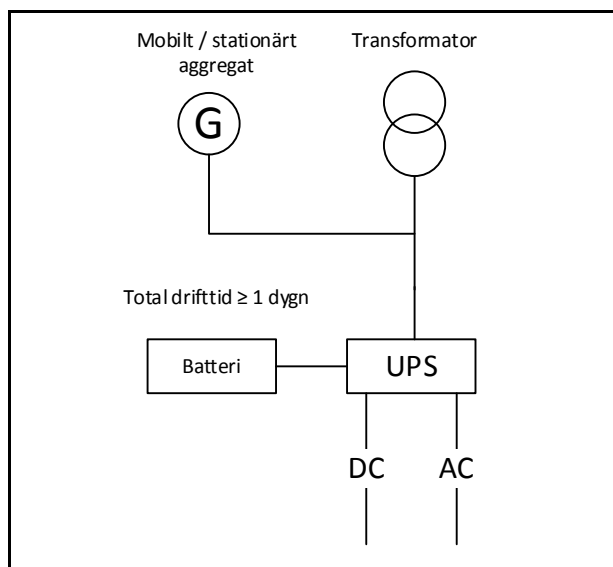 Mobilt / stationärt
aggregat
Transformator
G
Total drifttid ≥ 1 dygn
Batteri
UPS
DC
AC